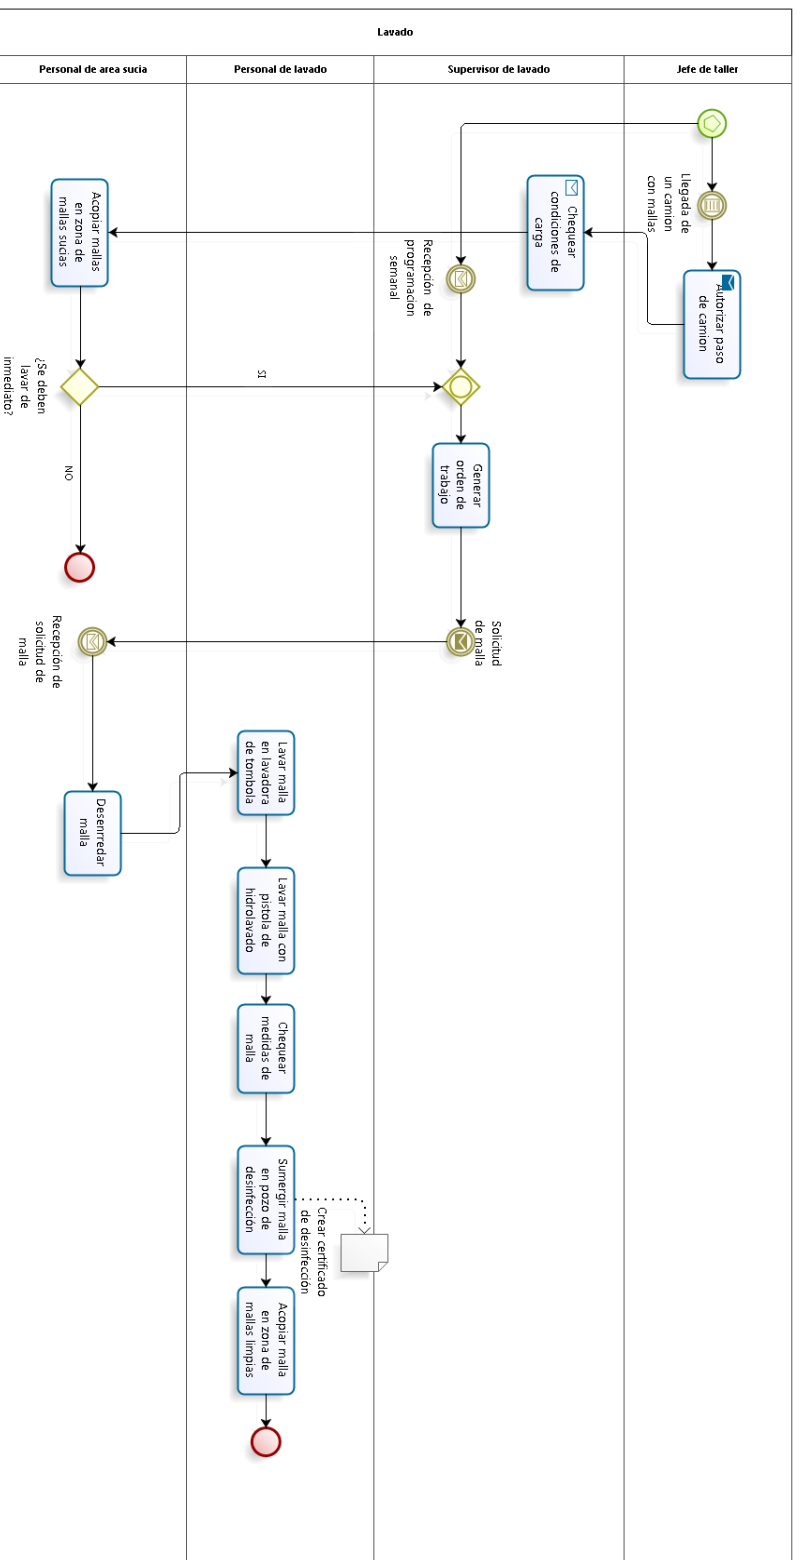 Lavado
Personal de area sucia
Personal de lavado
Supervisor de lavado
Jefe de taller
Llegada de
un camion
con mallas
Autorizar paso
de camion
Chequear
condiciones de
carga
Recepción de
programacion
semanal
Acopiar mallas
en zona de
mallas sucias
¿Se deben
lavar de
inmediato?
SI
NO
Generar
orden de
trabajo
Solicitud
de malla
Recepción de
solicitud de
malla
Desenrredar
malla
Lavar malla
en lavadora
de tombola
Lavar malla con
pistola de
hidrolavado
Chequear
medidas de
malla
Sumergir malla
en pozo de
desinfección
Crear certificado
de desinfección
Acopiar malla
en zona de
mallas limpias